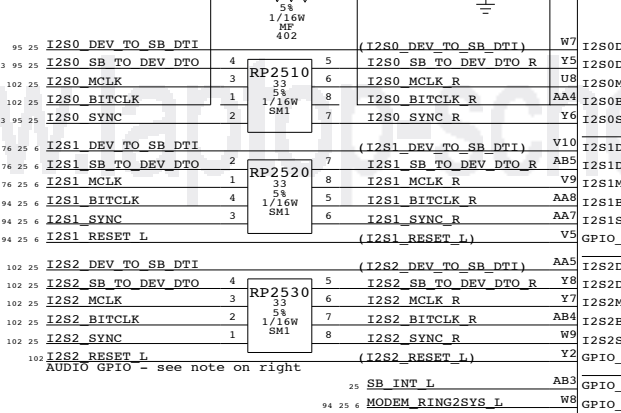 5%
1/16W
MF
402
95 25 I2S0_DEV_TO_SB_DTI (I2S0_DEV_TO_SB_DTI) W7 I2S0D
3 95 25 I2S0_SB_TO_DEV_DTO 4 5 I2S0_SB_TO_DEV_DTO_R Y5 I2S0D
102 25 I2S0_MCLK 3 RP2510 6 I2S0_MCLK_R U8 I2S0M
102 25 I2S0_BITCLK 1 33 5% 1/16W SM1 8 I2S0_BITCLK_R AA4 I2S0B
3 95 25 I2S0_SYNC 2 7 I2S0_SYNC_R Y6 I2S0S
76 25 6 I2S1_DEV_TO_SB_DTI (I2S1_DEV_TO_SB_DTI) V10 I2S1D
76 25 6 I2S1_SB_TO_DEV_DTO 2 7 I2S1_SB_TO_DEV_DTO_R AB5 I2S1D
76 25 6 I2S1_MCLK 1 RP2520 8 I2S1_MCLK_R V9 I2S1M
94 25 6 I2S1_BITCLK 4 33 5% 1/16W SM1 5 I2S1_BITCLK_R AA8 I2S1B
94 25 6 I2S1_SYNC 3 6 I2S1_SYNC_R AA7 I2S1S
94 25 6 I2S1_RESET_L (I2S1_RESET_L) V5 GPIO_
102 25 I2S2_DEV_TO_SB_DTI (I2S2_DEV_TO_SB_DTI) AA5 I2S2D
102 25 I2S2_SB_TO_DEV_DTO 4 5 I2S2_SB_TO_DEV_DTO_R Y8 I2S2D
102 25 I2S2_MCLK 3 RP2530 6 I2S2_MCLK_R Y7 I2S2M
102 25 I2S2_BITCLK 2 33 5% 1/16W SM1 7 I2S2_BITCLK_R AB4 I2S2B
102 25 I2S2_SYNC 1 8 I2S2_SYNC_R W9 I2S2S
102 I2S2_RESET_L (I2S2_RESET_L) Y2 GPIO_
AUDIO GPIO - see note on right
25 SB_INT_L AB3 GPIO_
94 25 6 MODEM_RING2SYS_L W8 GPIO_
w.laptop-sche